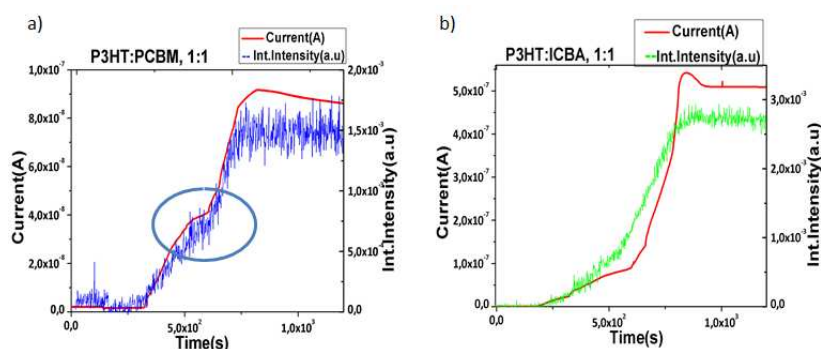 a)
P3HT:PCBM, 1:1
Current(A)
Int.Intensity(a.u)
1,0x10⁻⁷
8,0x10⁻⁸
6,0x10⁻⁸
4,0x10⁻⁸
2,0x10⁻⁸
0,0
Current(A)
2,0x10⁻³
1,5x10⁻³
1,0x10⁻³
5,0x10⁻⁴
0,0
Int.Intensity(a.u)
0,0
5,0x10²
1,0x10³
Time(s)
b)
P3HT:ICBA, 1:1
Current(A)
Int.Intensity(a.u)
5,0x10⁻⁷
4,0x10⁻⁷
3,0x10⁻⁷
2,0x10⁻⁷
1,0x10⁻⁷
0,0
Current(A)
3,0x10⁻³
2,0x10⁻³
1,0x10⁻³
0,0
Int.Intensity(a.u)
0,0
5,0x10²
1,0x10³
Time(s)